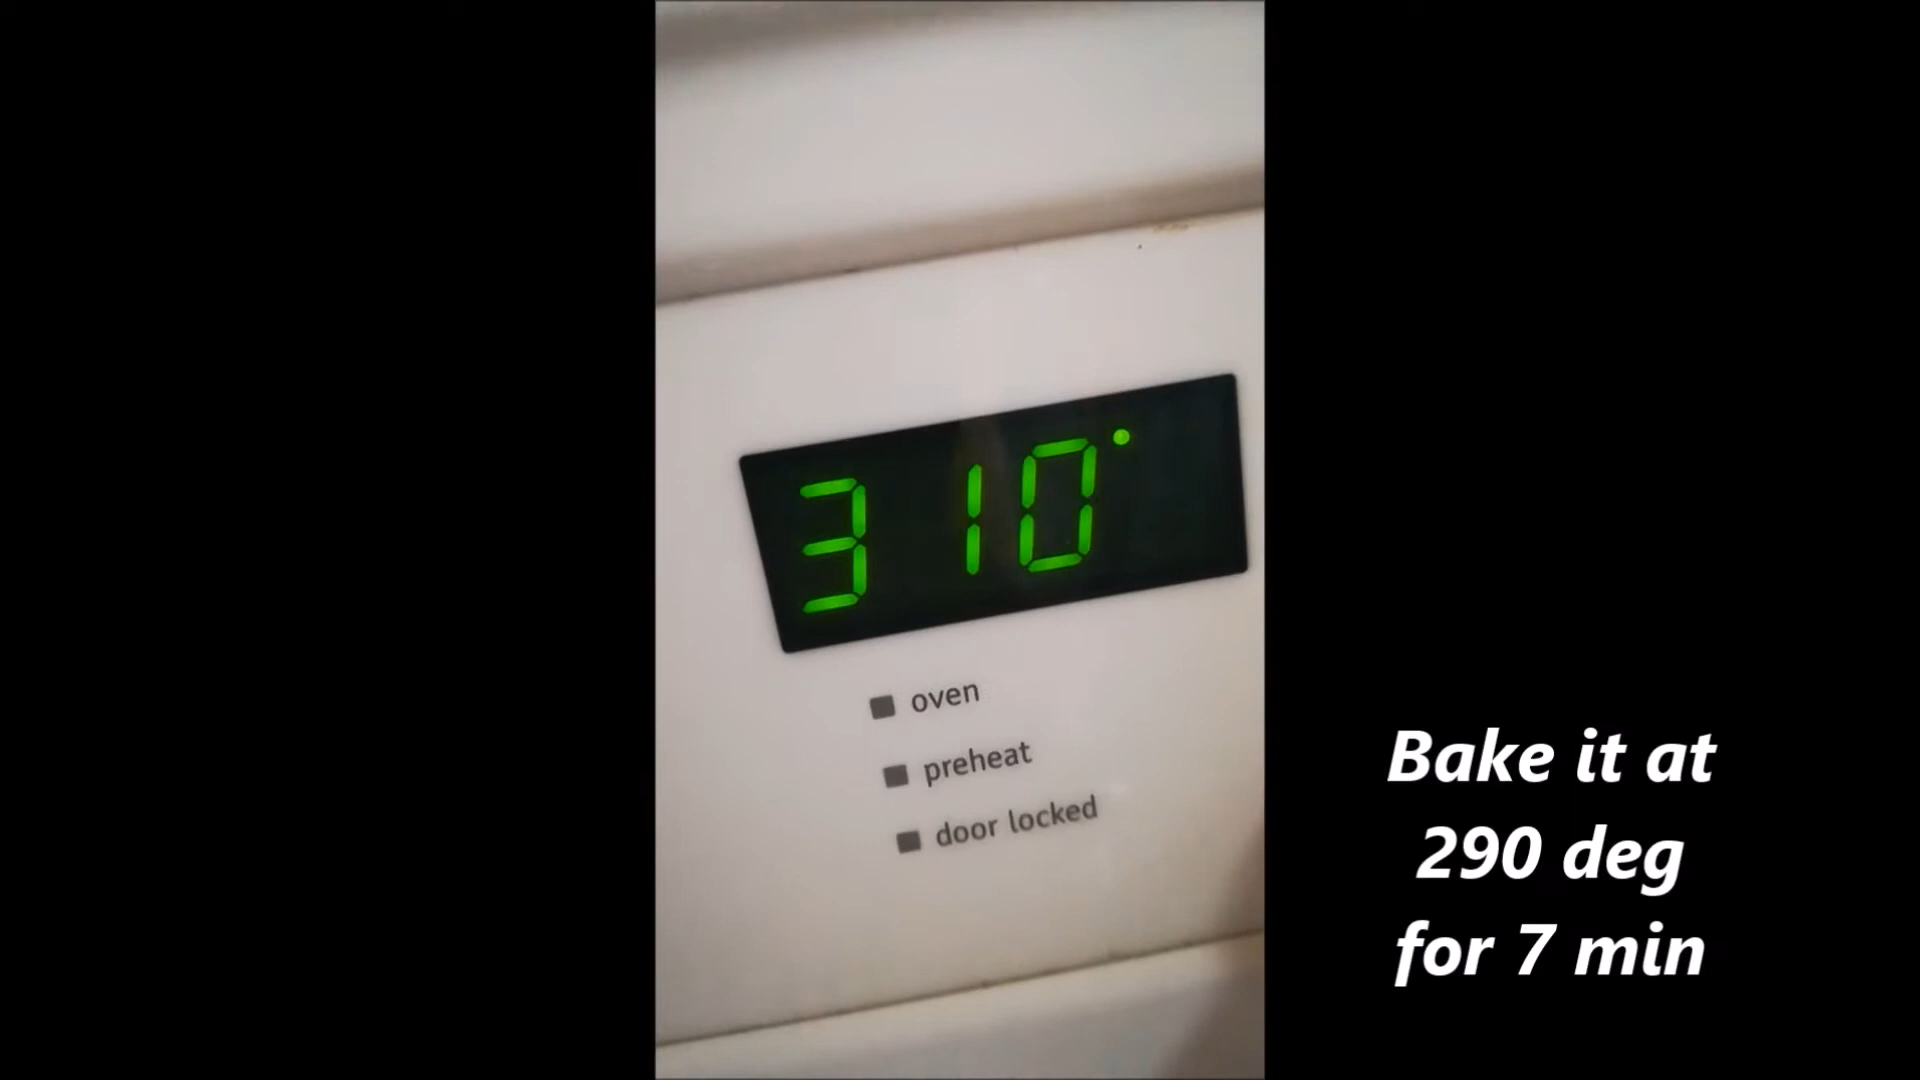 310°
oven
preheat
door locked
Bake it at
290 deg
for 7 min